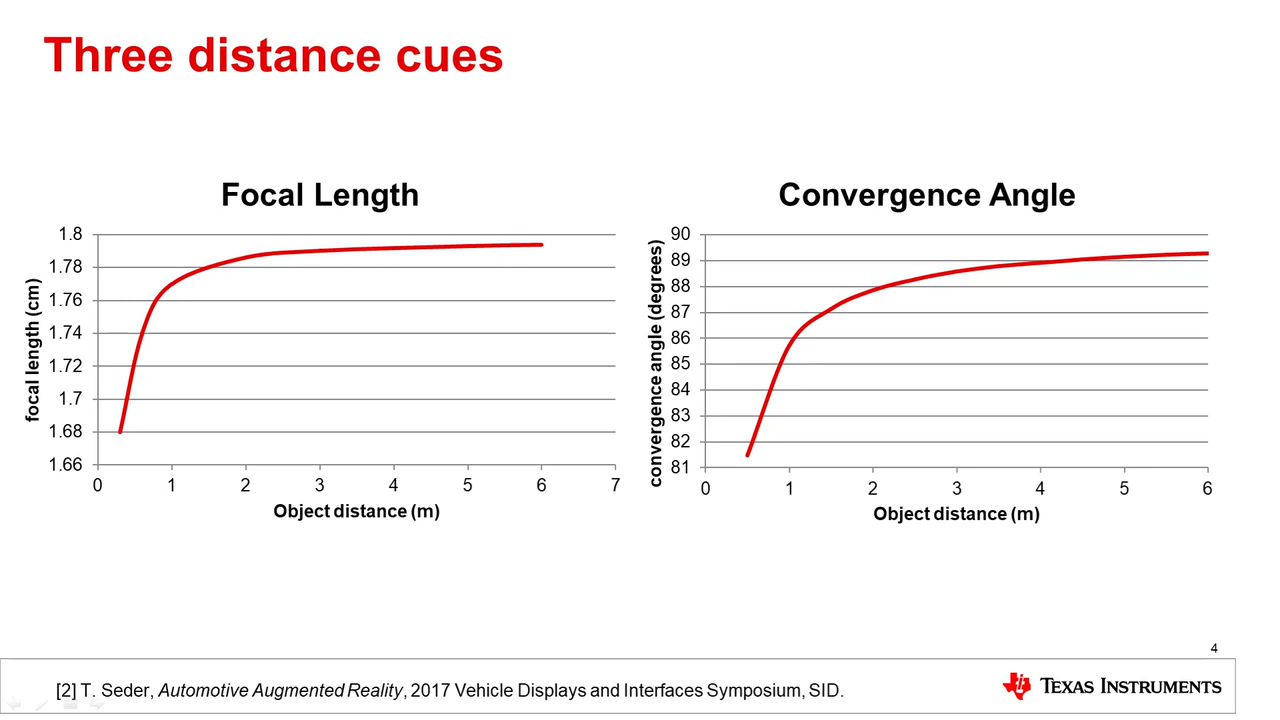 Three distance cues
Focal Length
1.8
1.78
1.76
1.74
1.72
1.7
1.68
1.66
focal length (cm)
0 1 2 3 4 5 6 7
Object distance (m)
Convergence Angle
90
89
88
87
86
85
84
83
82
81
convergence angle (degrees)
0 1 2 3 4 5 6
Object distance (m)
4
[2] T. Seder, Automotive Augmented Reality, 2017 Vehicle Displays and Interfaces Symposium, SID.
TEXAS INSTRUMENTS